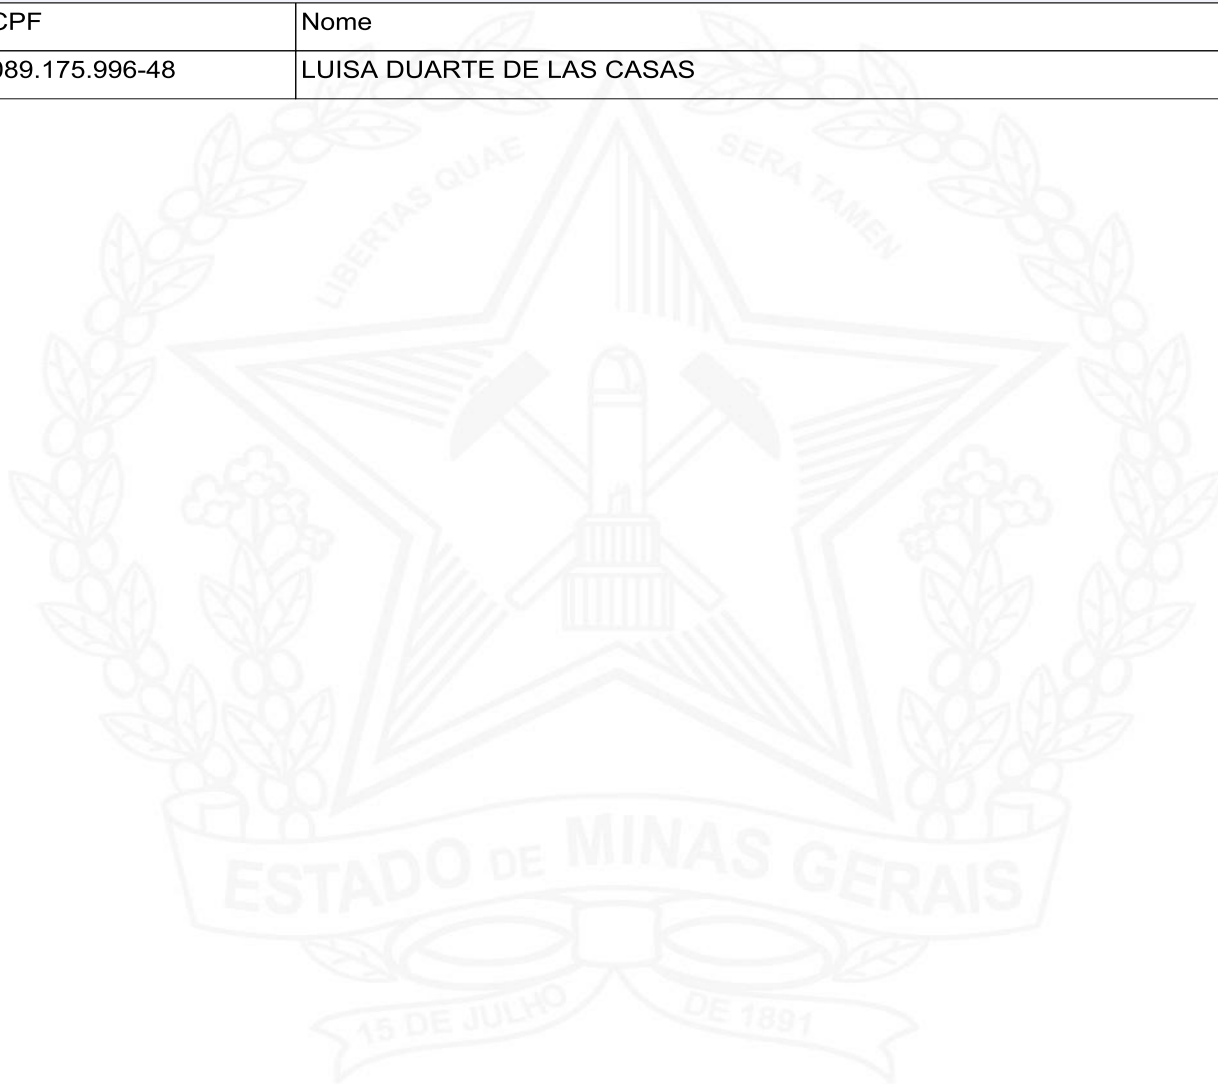 CPF Nome
089.175.996-48 LUISA DUARTE DE LAS CASAS
LIBERTAS QUAE SERA TAMEN
ESTADO DE MINAS GERAIS
15 DE JULHO DE 1891